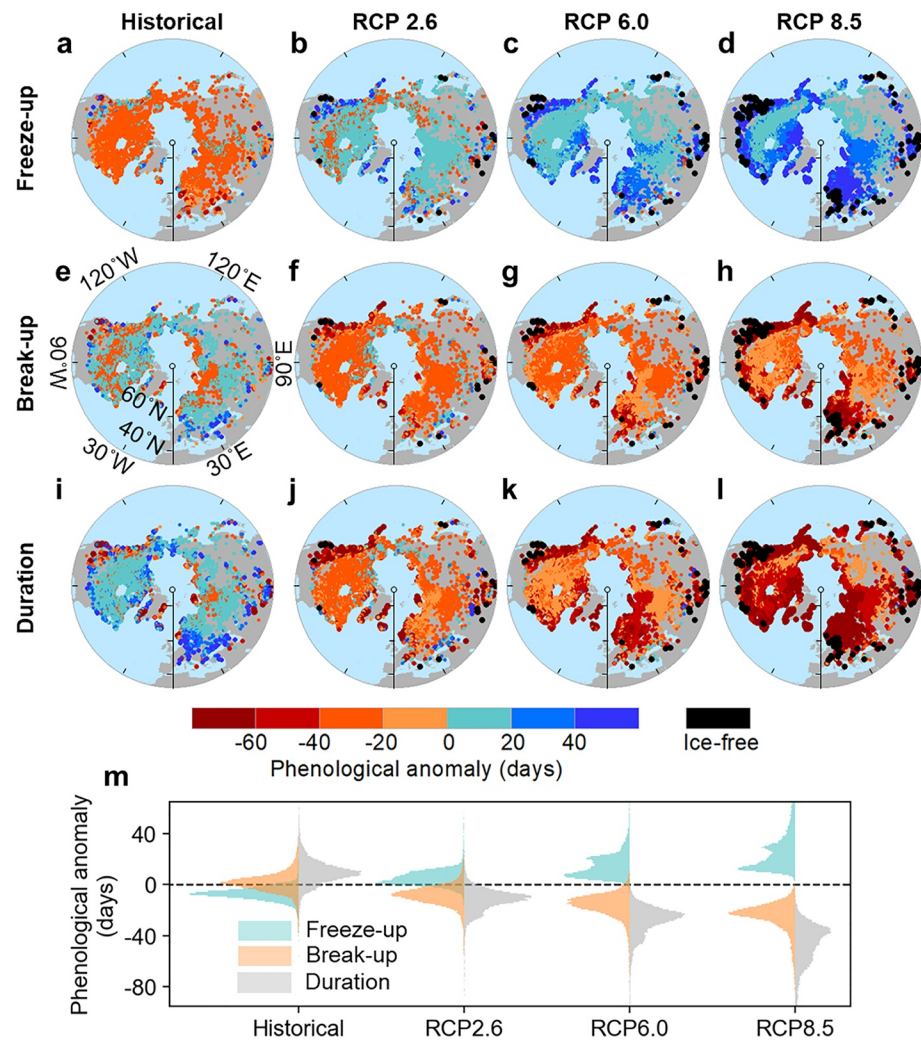 Historical RCP 2.6 RCP 6.0 RCP 8.5
a b c d
Freeze-up
e f g h
120°W 120°E
Break-up
90°W 90°E
60°N
40°N
30°W 30°E
i j k l
Duration
-60 -40 -20 0 20 40 Ice-free
Phenological anomaly (days)
m
Phenological anomaly
(days)
40
0
-40
-80
Freeze-up
Break-up
Duration
Historical RCP2.6 RCP6.0 RCP8.5